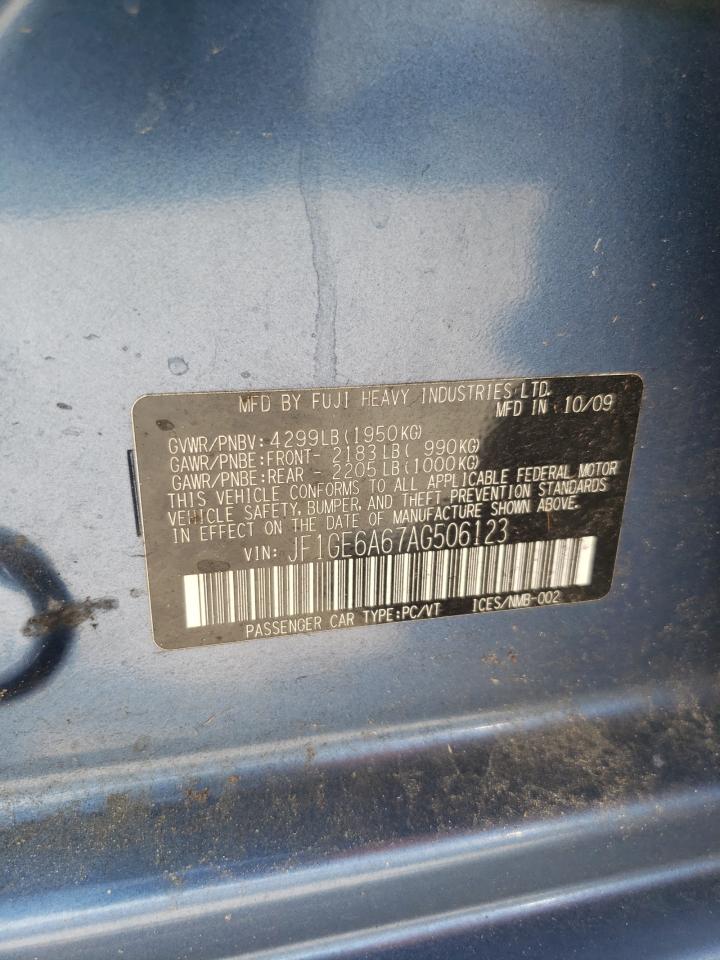 MFD BY FUJI HEAVY INDUSTRIES LTD.
MFD IN 10/09
GVWR/PNBV: 4299LB(1950KG)
GAWR/PNBE:FRONT- 2183LB( 990KG)
GAWR/PNBE:REAR - 2205LB(1000KG)
THIS VEHICLE CONFORMS TO ALL APPLICABLE FEDERAL MOTOR
VEHICLE SAFETY, BUMPER, AND THEFT PREVENTION STANDARDS
IN EFFECT ON THE DATE OF MANUFACTURE SHOWN ABOVE.
VIN: JF1GE6A67AG506123
PASSENGER CAR TYPE:PC/VT ICES/NMB-002